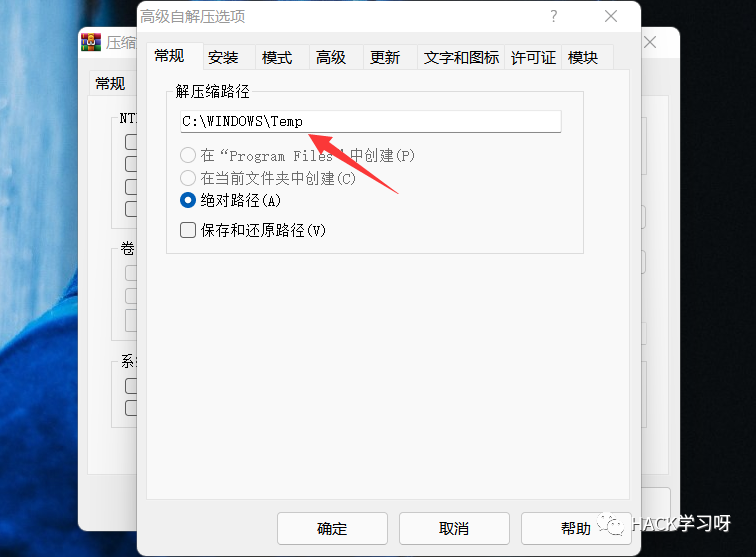 高级自解压选项
?
压缩
常规 安装 模式 高级 更新 文字和图标 许可证 模块
常规
解压缩路径
C:\WINDOWS\Temp
在“Program Files”中创建(P)
在当前文件夹中创建(C)
绝对路径(A)
保存和还原路径(V)
NT
卷
系
确定 取消 帮助
HACK学习呀